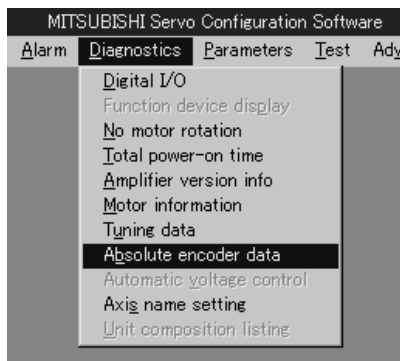 MITSUBISHI Servo Configuration Software
Alarm Diagnostics Parameters Test
Digital I/O
Function device display
No motor rotation
Total power-on time
Amplifier version info
Motor information
Tuning data
Absolute encoder data
Automatic voltage control
Axis name setting
Unit composition listing